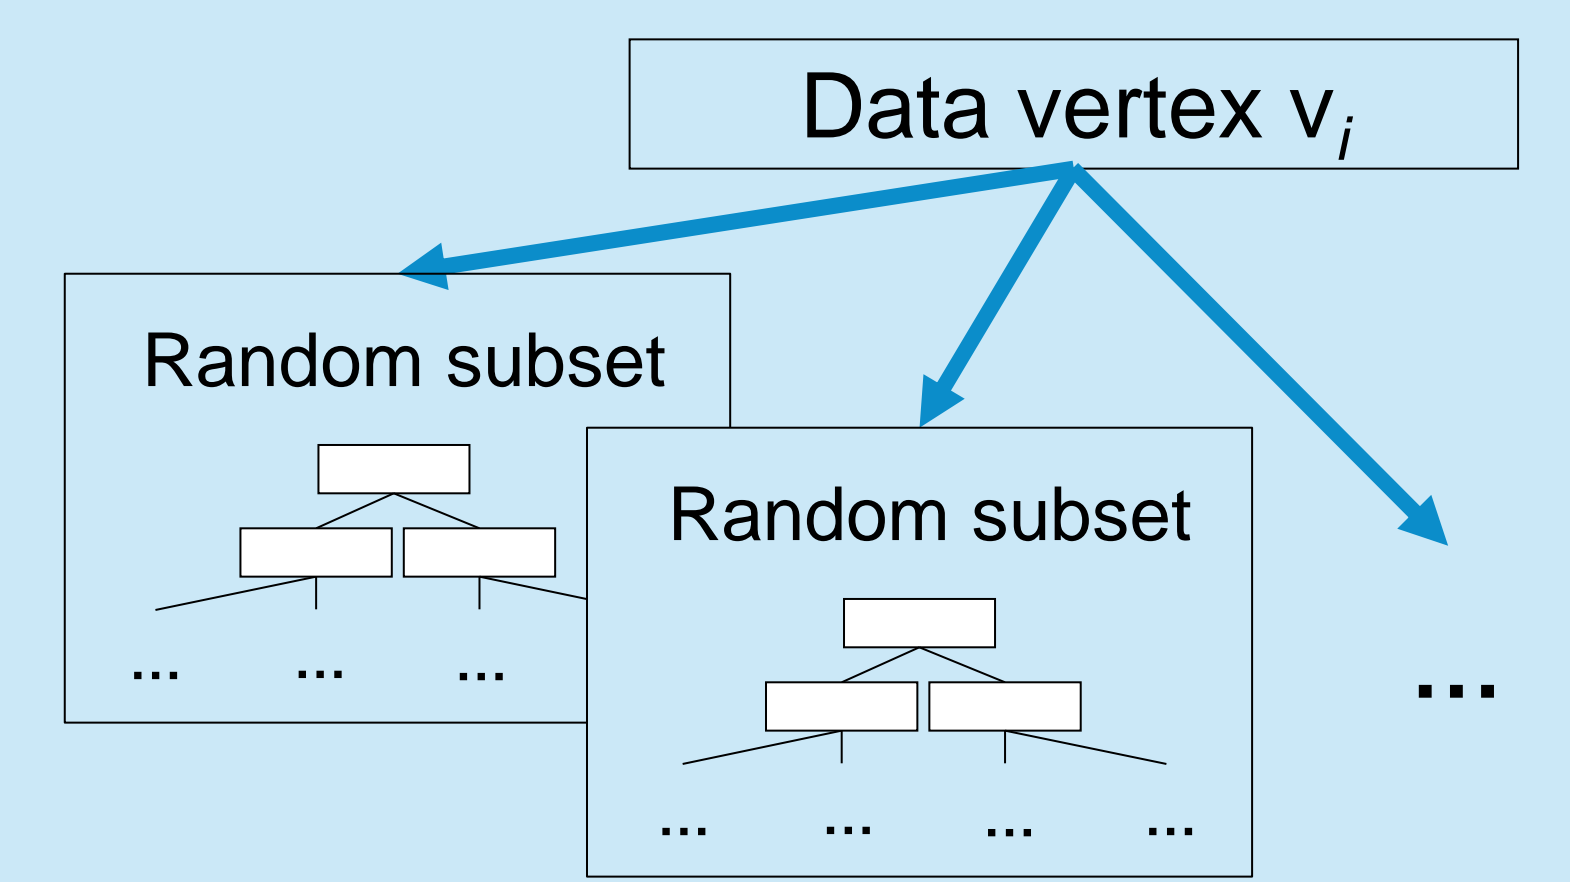 Data vertex vᵢ
Random subset
Random subset
... ... ...
...
... ... ... ...